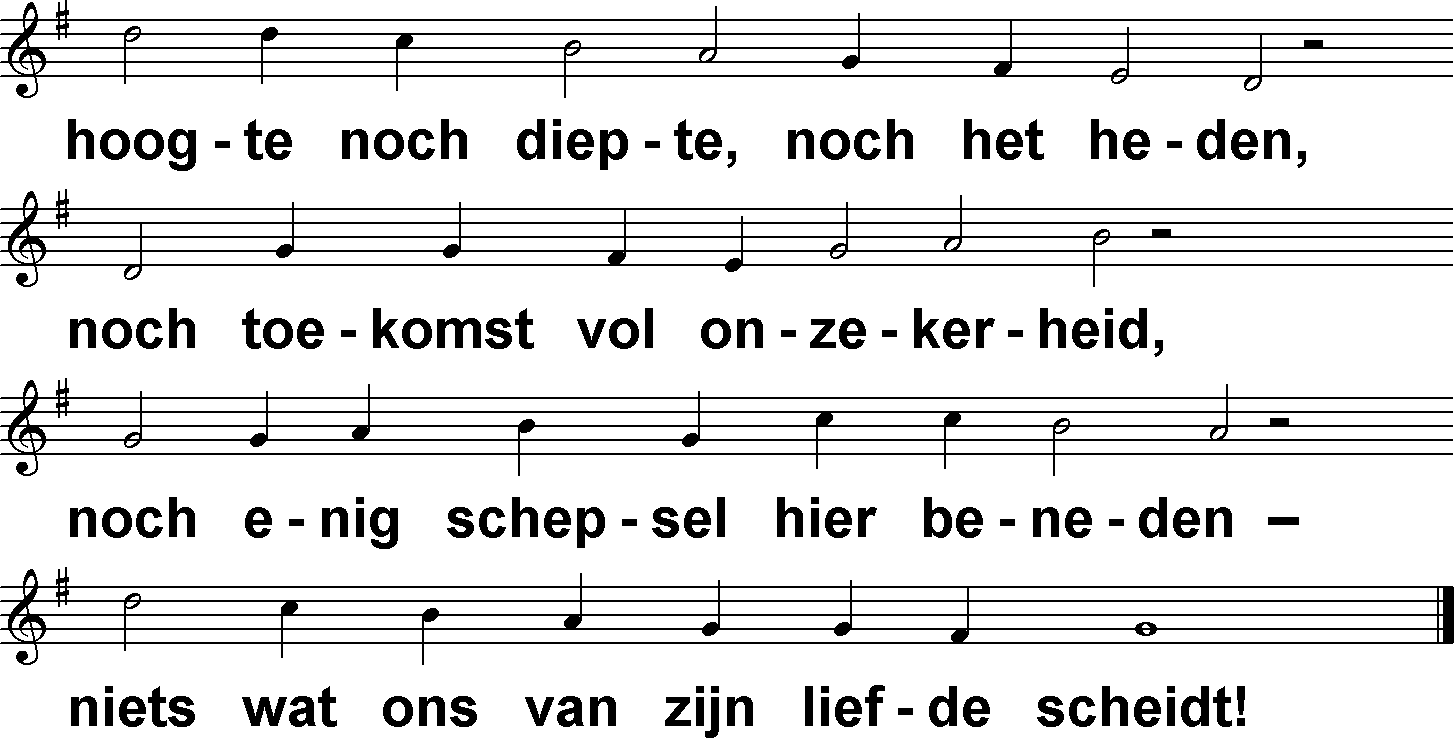 hoog - te noch diep - te, noch het he - den,
noch toe - komst vol on - ze - ker - heid,
noch e - nig schep - sel hier be - ne - den –
niets wat ons van zijn lief - de scheidt!